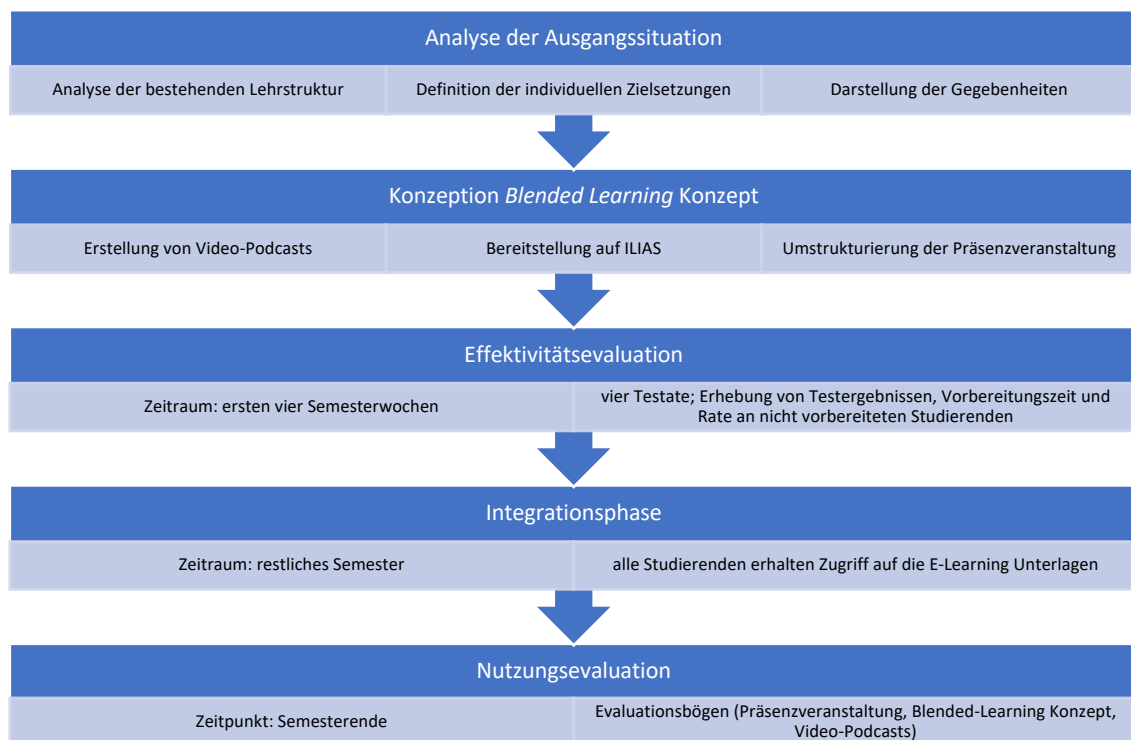 Analyse der Ausgangssituation
Analyse der bestehenden Lehrstruktur
Definition der individuellen Zielsetzungen
Darstellung der Gegebenheiten
Konzeption Blended Learning Konzept
Erstellung von Video-Podcasts
Bereitstellung auf ILIAS
Umstrukturierung der Präsenzveranstaltung
Effektivitätsevaluation
Zeitraum: ersten vier Semesterwochen
vier Testate; Erhebung von Testergebnissen, Vorbereitungszeit und
Rate an nicht vorbereiteten Studierenden
Integrationsphase
Zeitraum: restliches Semester
alle Studierenden erhalten Zugriff auf die E-Learning Unterlagen
Nutzungsevaluation
Zeitpunkt: Semesterende
Evaluationsbögen (Präsenzveranstaltung, Blended-Learning Konzept,
Video-Podcasts)